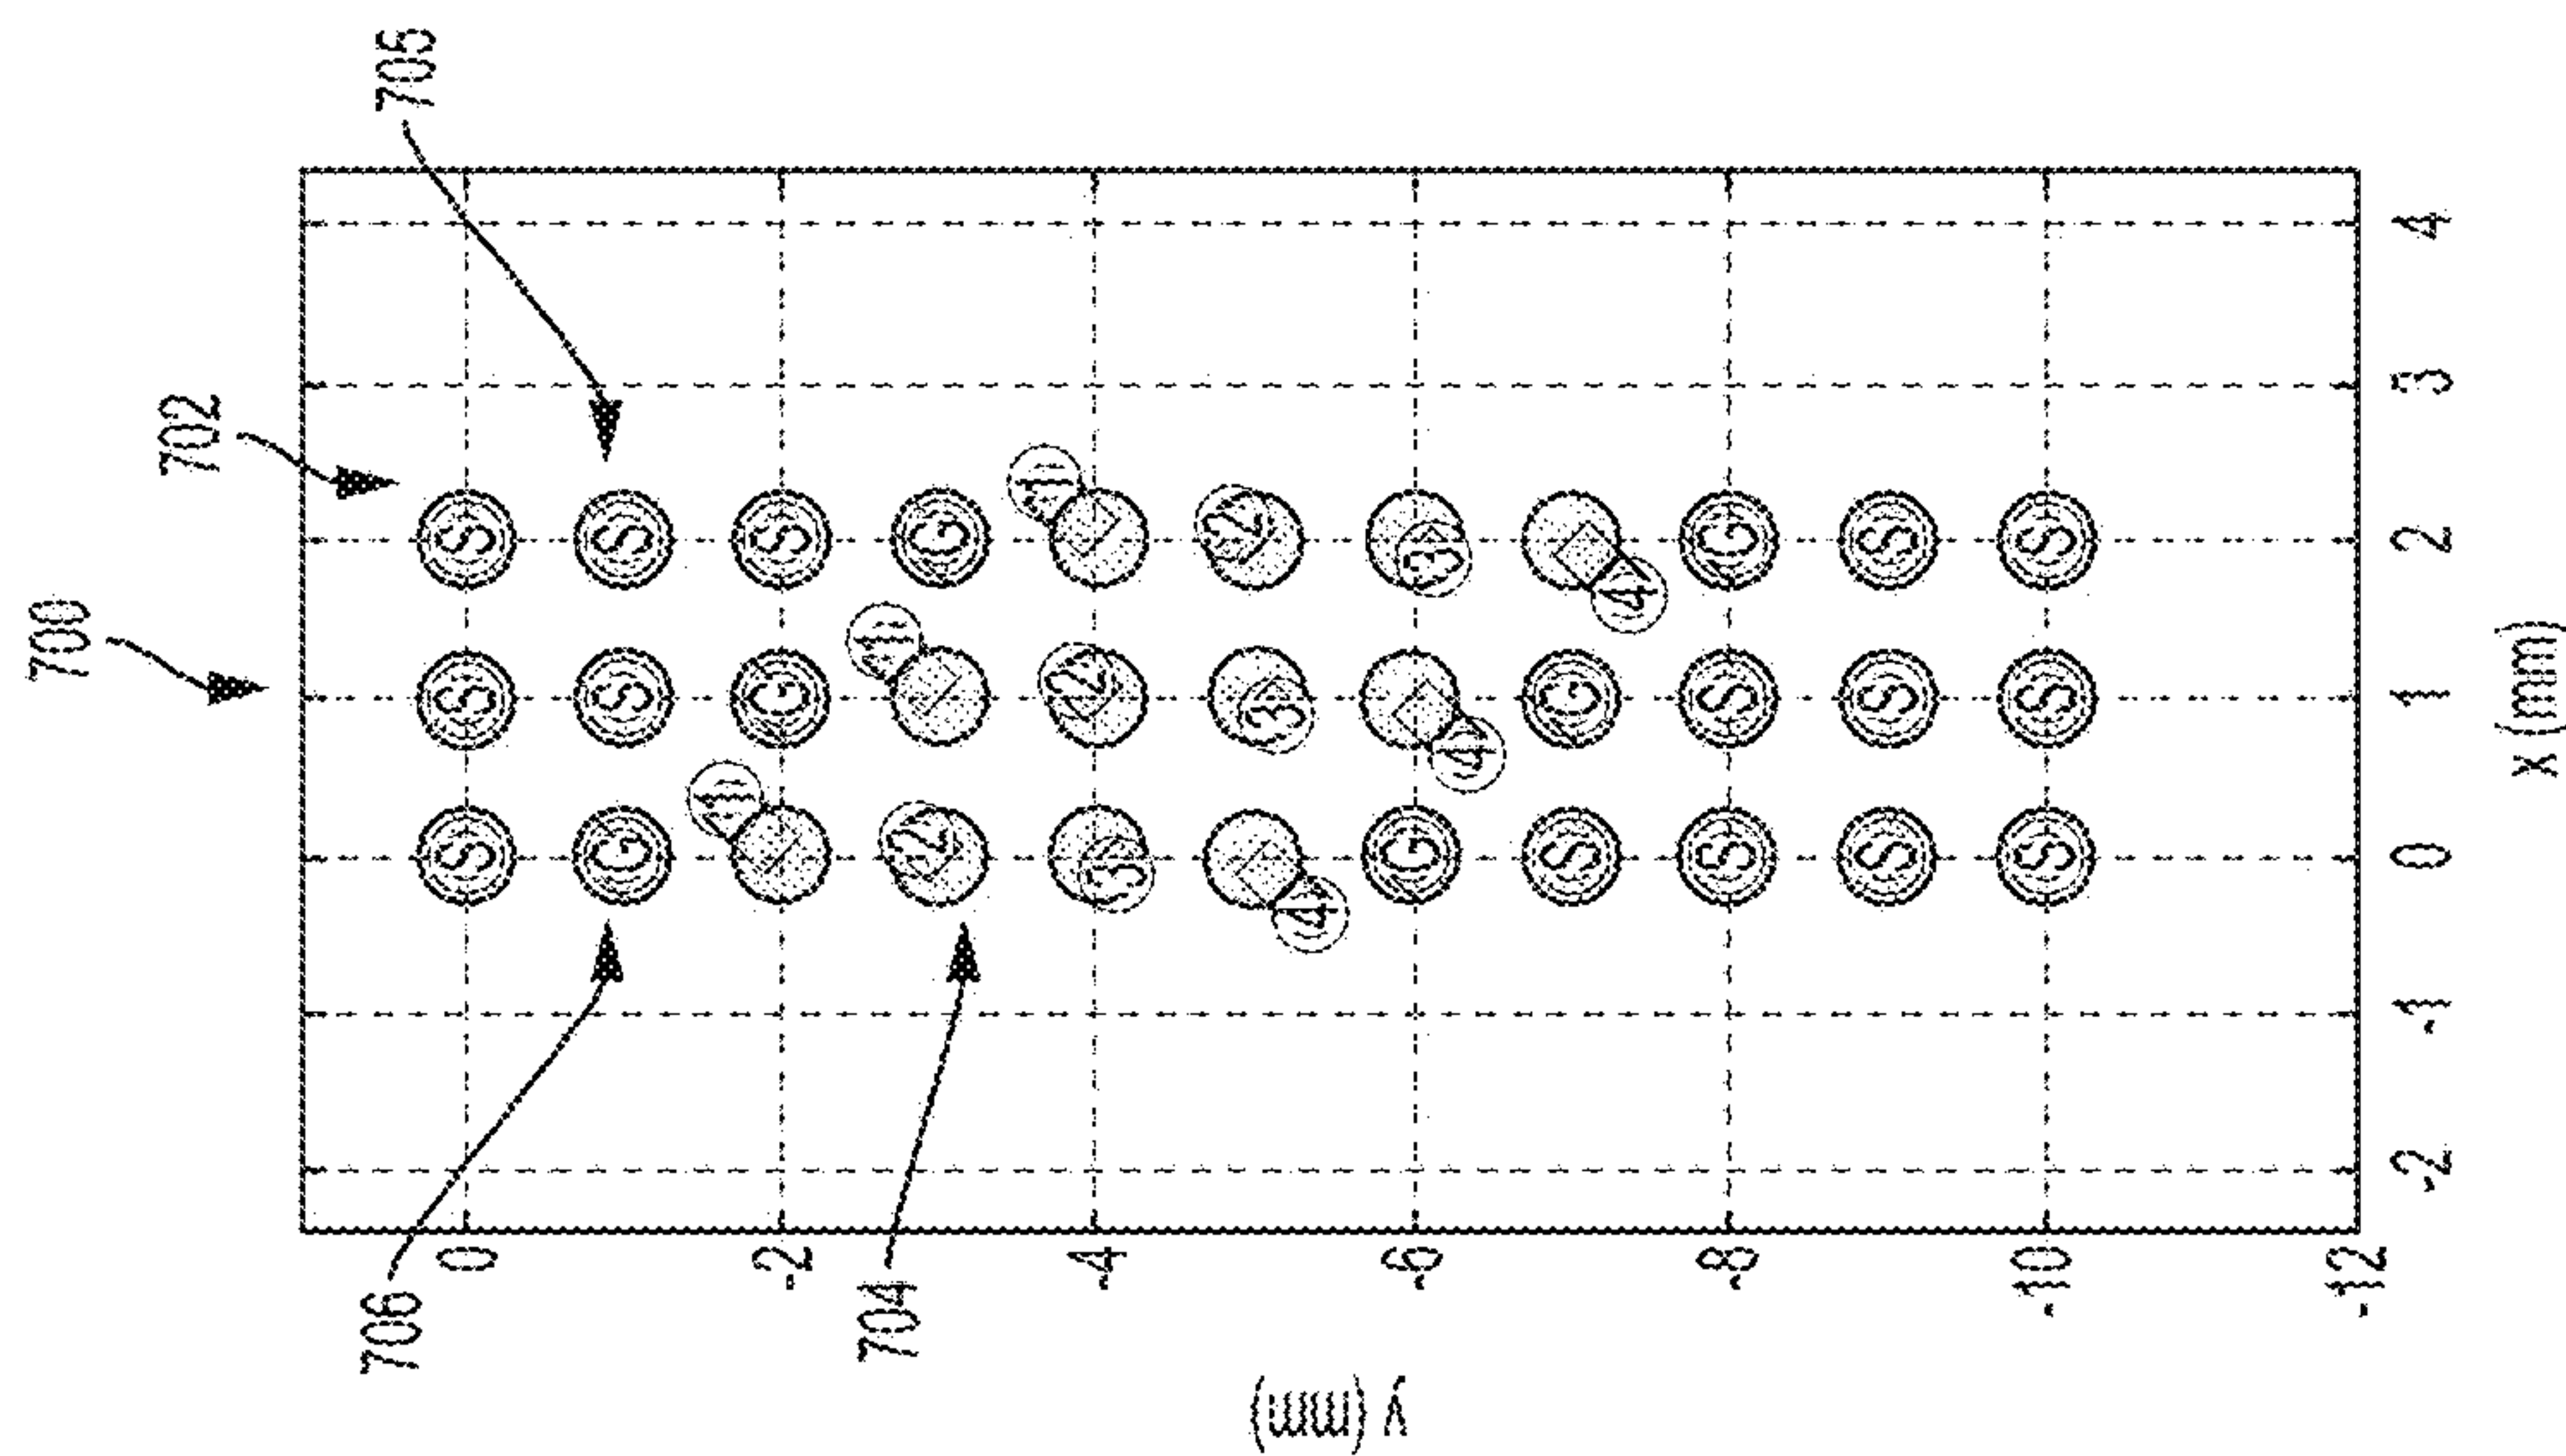 700
702
706
705
0 S S S
G S S
1
-2 G S
1
704
2 G
1
-4 3 2
4 3 2
-6 G 3
4
S G
4
-8 S S G
S S S
-10 S S S
-12
-2 -1 0 1 2 3 4
x (mm)
y (mm)